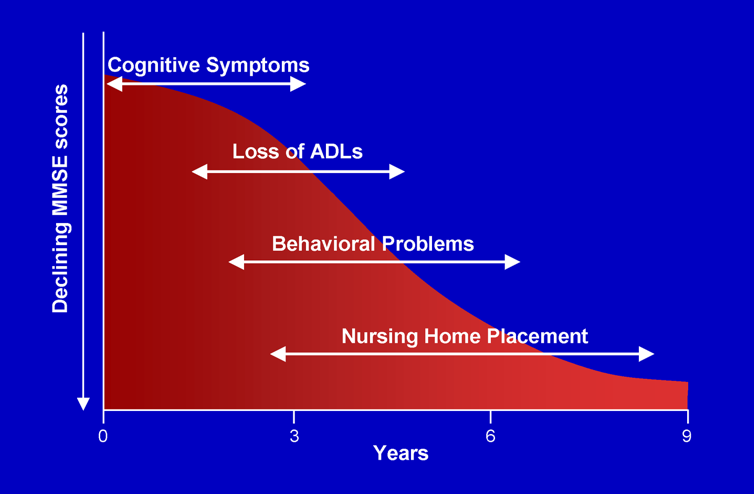 Cognitive Symptoms
Loss of ADLs
Behavioral Problems
Nursing Home Placement
Declining MMSE scores
0
3
6
9
Years